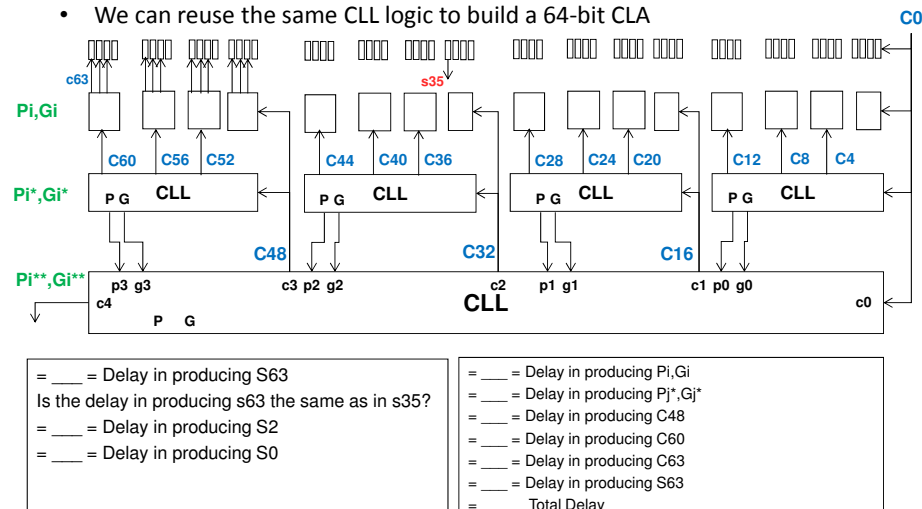 • We can reuse the same CLL logic to build a 64-bit CLA
C0
c63
s35
Pi,Gi
C60 C56 C52 C44 C40 C36 C28 C24 C20 C12 C8 C4
Pi*,Gi*
P G CLL P G CLL P G CLL P G CLL
C48 C32 C16
Pi**,Gi**
p3 g3 c3 p2 g2 c2 p1 g1 c1 p0 g0
c4 CLL c0
P G
= ___ = Delay in producing S63
Is the delay in producing s63 the same as in s35?
= ___ = Delay in producing S2
= ___ = Delay in producing S0
= ___ = Delay in producing Pi,Gi
= ___ = Delay in producing Pj*,Gj*
= ___ = Delay in producing C48
= ___ = Delay in producing C60
= ___ = Delay in producing C63
= ___ = Delay in producing S63
= ___ Total Delay